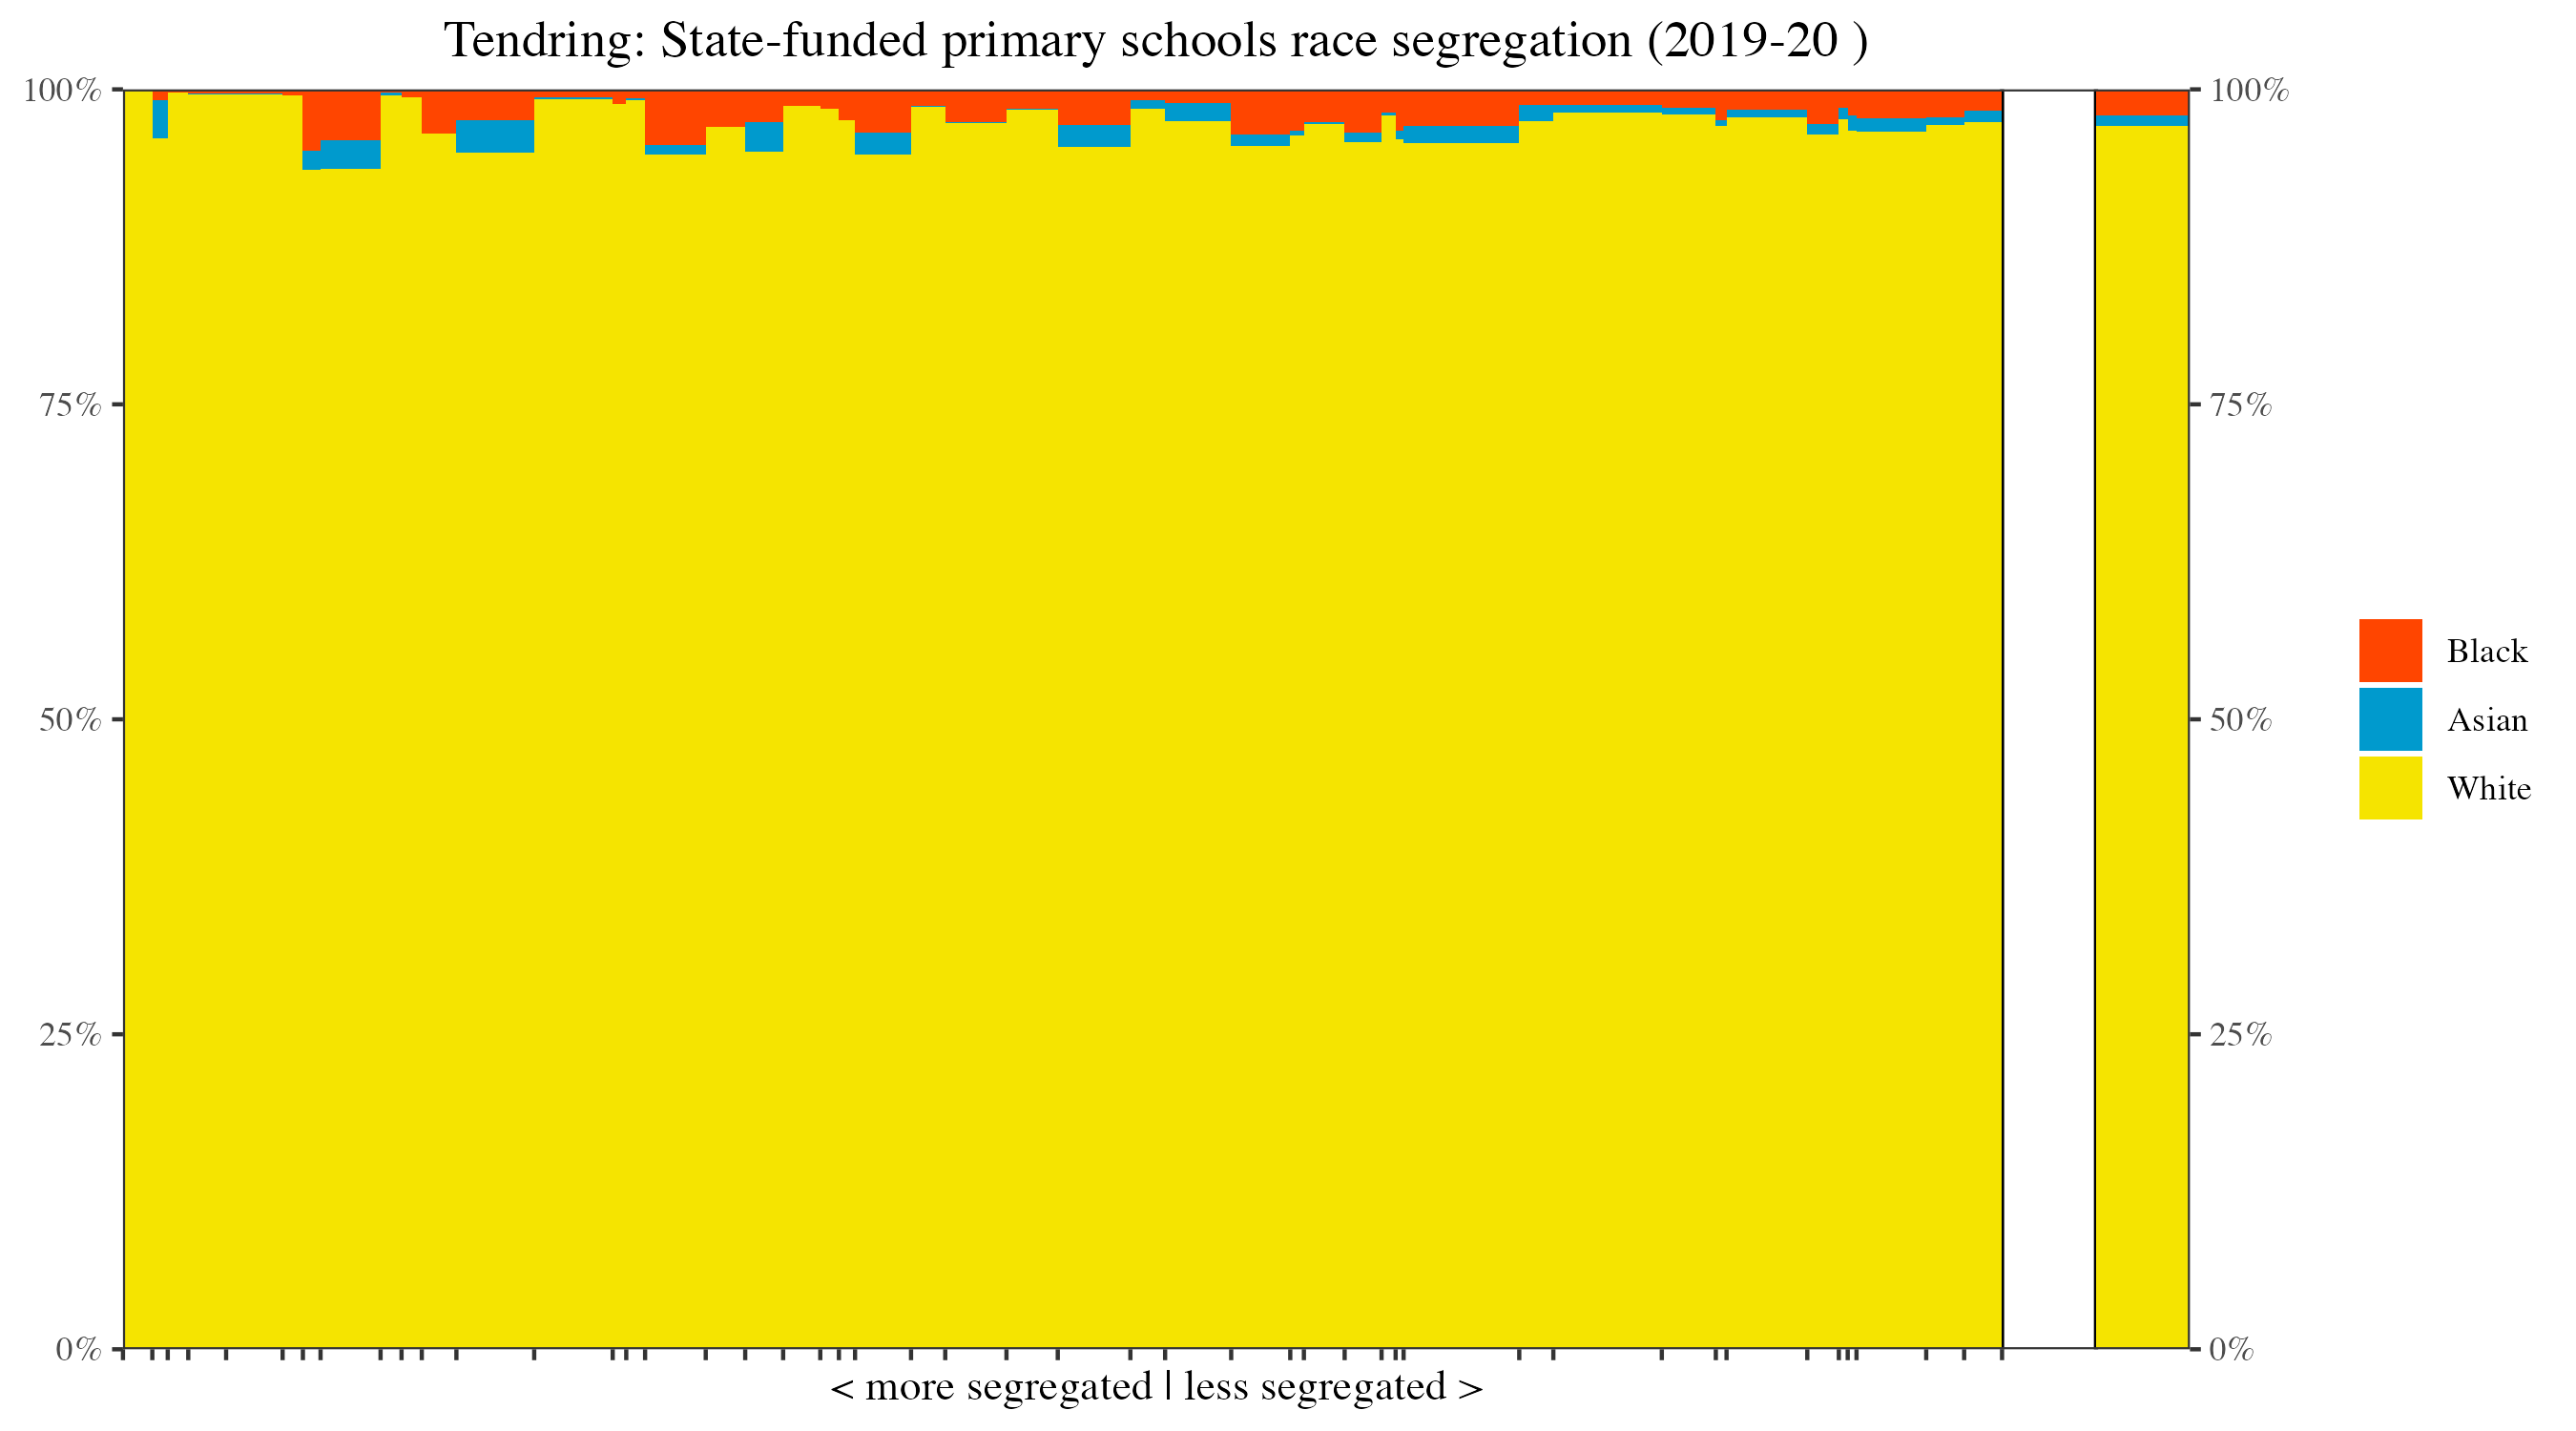 Tendring: State-funded primary schools race segregation (2019-20 )
100%
75%
50%
25%
0%
100%
75%
50%
25%
0%
< more segregated | less segregated >
Black
Asian
White